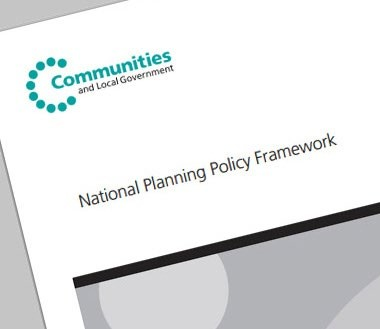 Communities
and Local Government
National Planning Policy Framework